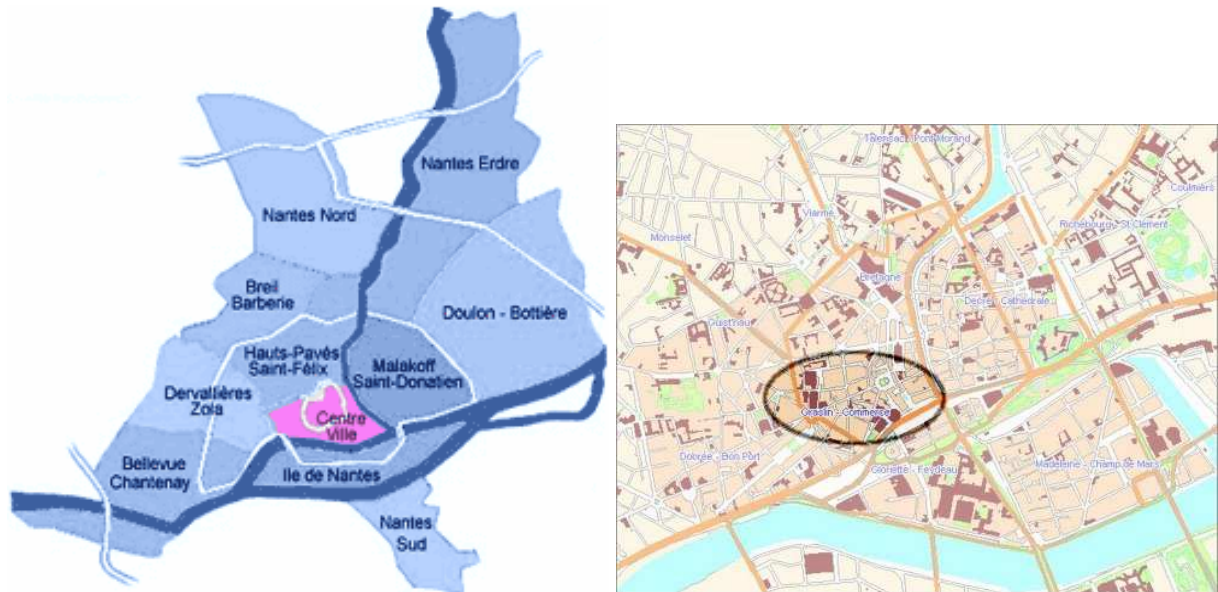 Nantes Erdre
Nantes Nord
Breil
Barberie
Doulon - Bottière
Hauts-Pavés
Saint-Félix
Malakoff
Saint-Donatien
Dervallières
Zola
Centre
Ville
Bellevue
Chantenay
Ile de Nantes
Nantes
Sud
Talensac - Pont Morand
Coulmiers
Viarme
Richebourg - St Clément
Monselet
Bretagne
Decré - Cathédrale
Guist'hau
Graslin - Commerce
Dobrée - Bon Port
Gloriette - Feydeau
Madeleine - Champ de Mars